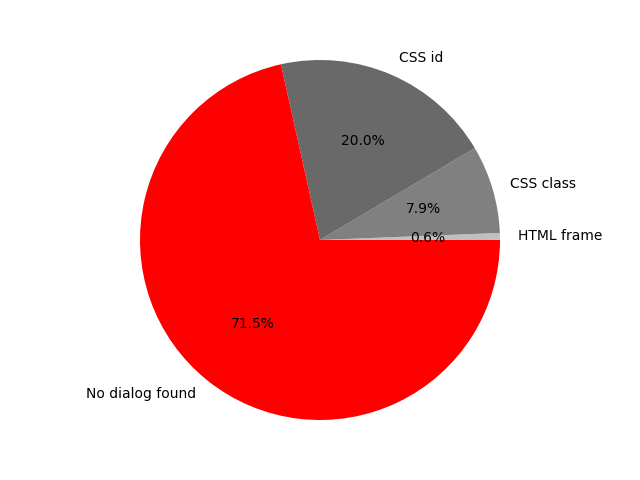 CSS id
20.0%
CSS class
7.9%
HTML frame
0.6%
71.5%
No dialog found